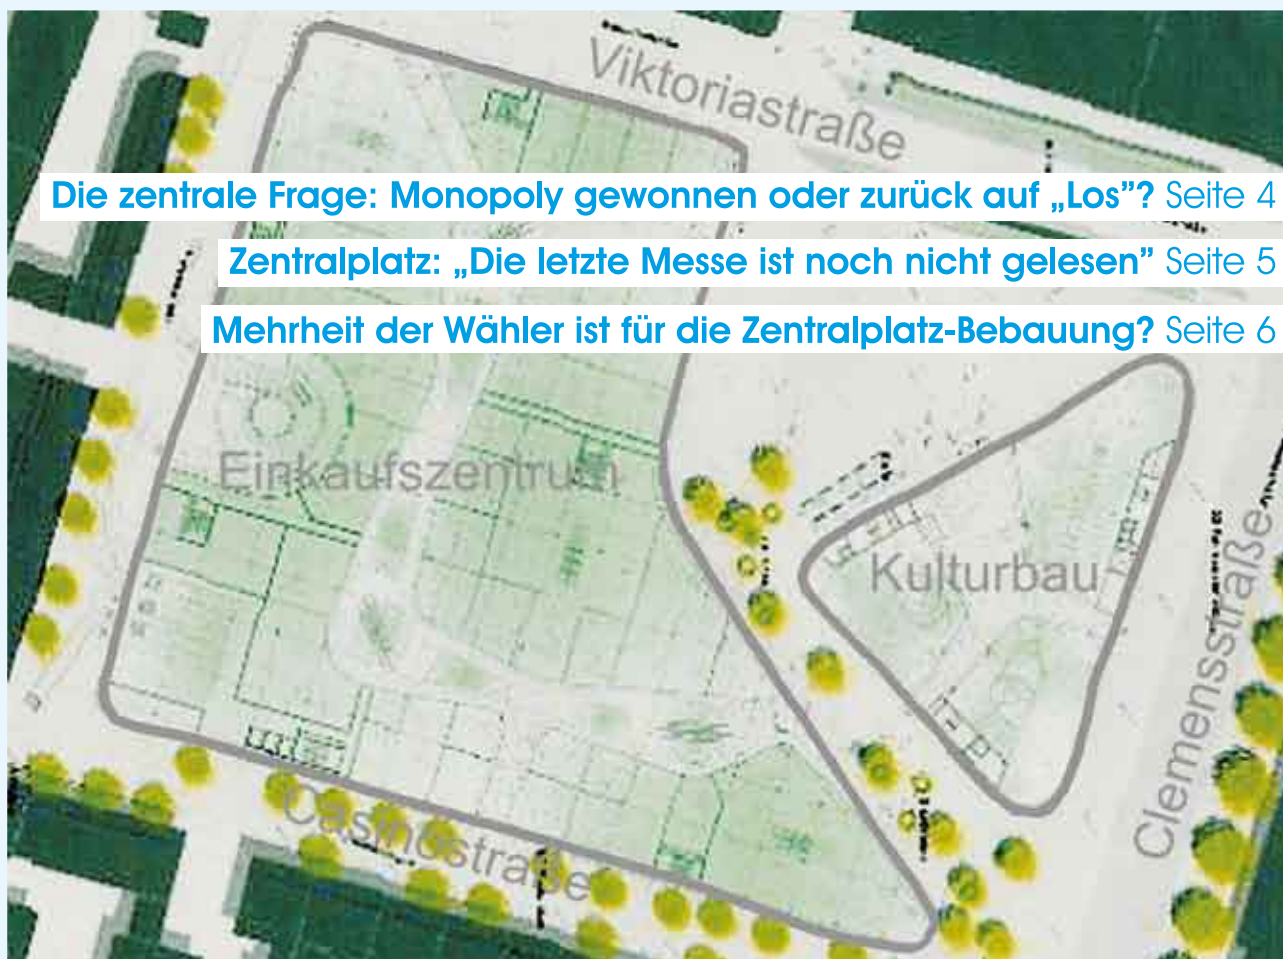 Viktoriastraße
Die zentrale Frage: Monopoly gewonnen oder zurück auf „Los”? Seite 4
Zentralplatz: „Die letzte Messe ist noch nicht gelesen” Seite 5
Mehrheit der Wähler ist für die Zentralplatz-Bebauung? Seite 6
Einkaufszentrum
Kulturbau
Clemensstraße
Casinostraße